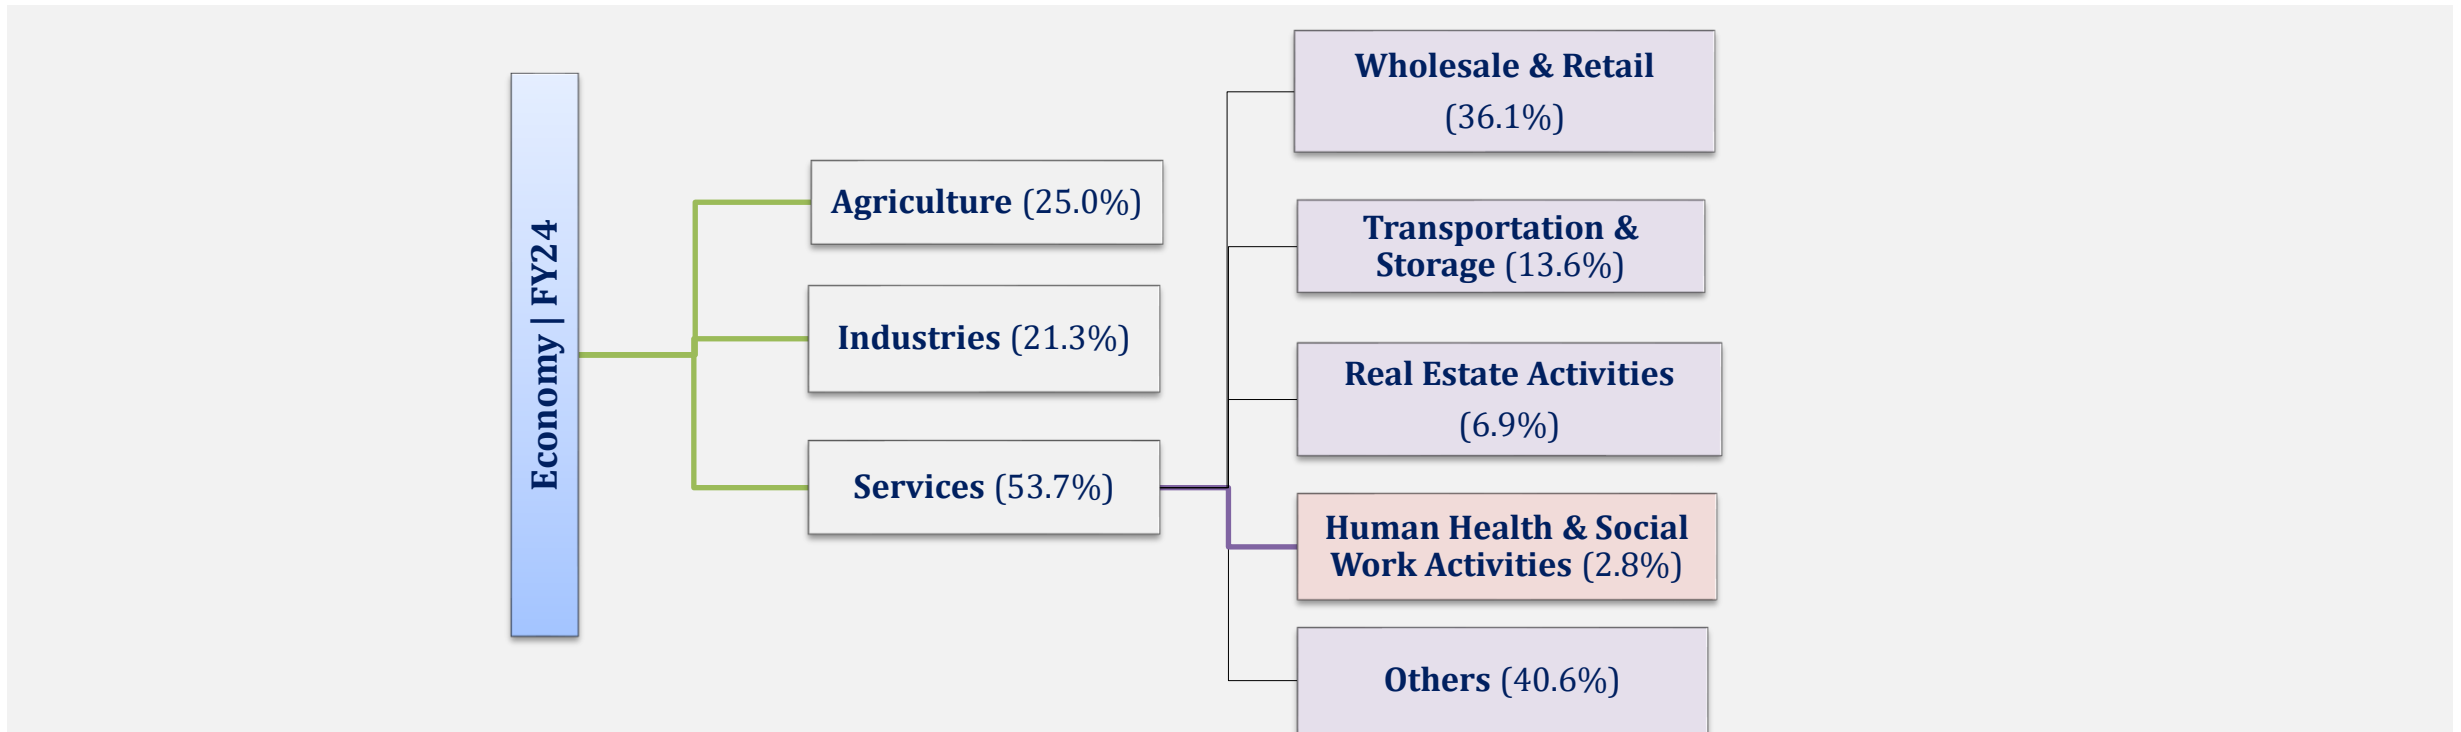 Economy | FY24
Agriculture (25.0%)
Industries (21.3%)
Services (53.7%)
Wholesale & Retail
(36.1%)
Transportation &
Storage (13.6%)
Real Estate Activities
(6.9%)
Human Health & Social
Work Activities (2.8%)
Others (40.6%)